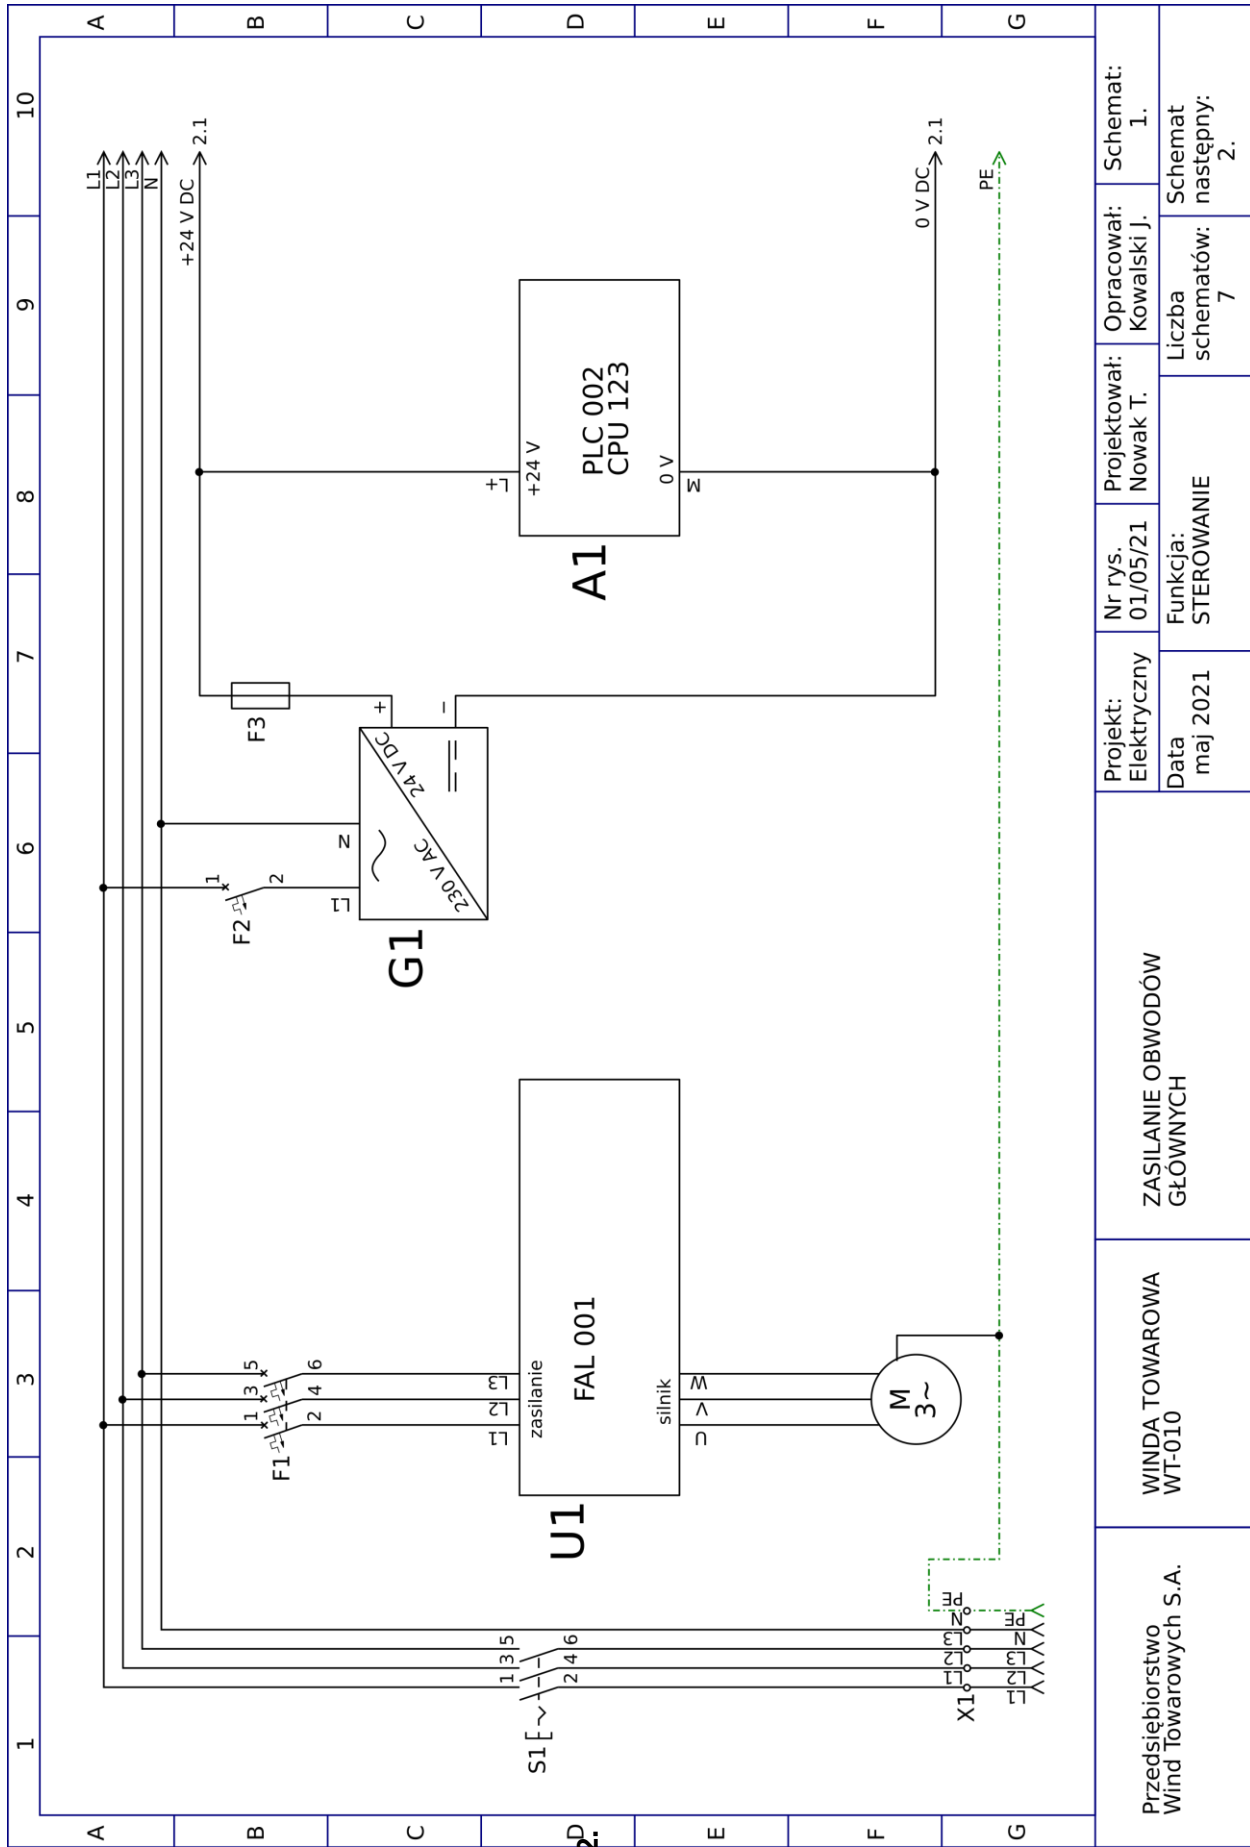 1 2 3 4 5 6 7 8 9 10
A
B
C
D
E
F
G
A
B
C
D
E
F
G
L1
L2
L3
N
+24 V DC
2.1
0 V DC
2.1
PE
S1
1 3 5
2 4 6
X1
L1 L2 L3 N PE
L1 L2 L3 N PE
F1
1 3 5
2 4 6
L1 L2 L3
zasilanie
U1
FAL 001
silnik
U V W
M
3~
F2
1
2
L1
N
G1
230 V AC
24 V DC
+
–
F3
A1
L+
+24 V
PLC 002
CPU 123
0 V
M
2.
Przedsiębiorstwo
Wind Towarowych S.A.
WINDA TOWAROWA
WT-010
ZASILANIE OBWODÓW
GŁÓWNYCH
Projekt:
Elektryczny
Nr rys.
01/05/21
Projektował:
Nowak T.
Opracował:
Kowalski J.
Schemat:
1.
Data
maj 2021
Funkcja:
STEROWANIE
Liczba
schematów:
7
Schemat
następny:
2.